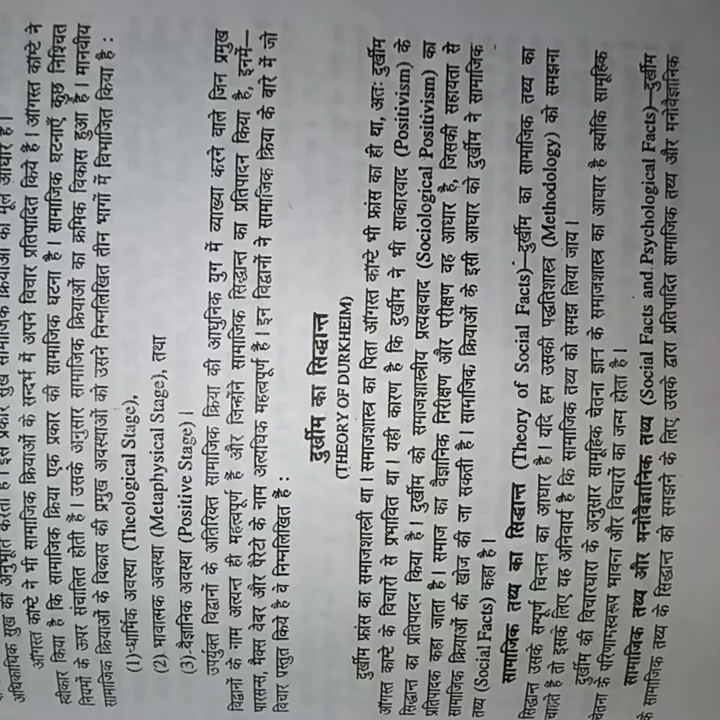 अधिकाधिक सुख की अनुभूति करता है। इस प्रकार सुख सामाजिक क्रियाओं का मूल आधार है।
ऑगस्त कॉम्टे ने भी सामाजिक क्रियाओं के सन्दर्भ में अपने विचार प्रतिपादित किये हैं। ऑगस्त कॉम्टे ने
स्वीकार किया है कि सामाजिक क्रिया एक प्रकार की सामाजिक घटना है। सामाजिक घटनाएँ कुछ निश्चित
नियमों के ऊपर संचालित होती है। उसके अनुसार सामाजिक क्रियाओं का क्रमिक विकास हुआ है। मानवीय
सामाजिक क्रियाओं के विकास की प्रमुख अवस्थाओं को उसने निम्नलिखित तीन भागों में विभाजित किया है :
(1) धार्मिक अवस्था (Theological Stage),
(2) भावात्मक अवस्था (Metaphysical Stage), तथा
(3) वैज्ञानिक अवस्था (Positive Stage)।
उपर्युक्त विद्वानों के अतिरिक्त सामाजिक क्रिया की आधुनिक युग में व्याख्या करने वाले जिन प्रमुख
विद्वानों के नाम अत्यन्त ही महत्वपूर्ण हैं और जिन्होंने सामाजिक सिद्धान्त का प्रतिपादन किया है, इनमें—
पारसन्स, मैक्स वेबर और पैरेटो के नाम अत्यधिक महत्वपूर्ण हैं। इन विद्वानों ने सामाजिक क्रिया के बारे में जो
विचार प्रस्तुत किये हैं वे निम्नलिखित हैं :
दुर्खीम का सिद्धान्त
(THEORY OF DURKHEIM)
दुर्खीम फ्रांस का समाजशास्त्री था। समाजशास्त्र का पिता ऑगस्त कॉम्टे भी फ्रांस का ही था, अतः दुर्खीम
ऑगस्त काम्टे के विचारों से प्रभावित था। यही कारण है कि दुर्खीम ने भी साकारवाद (Positivism) के
सिद्धान्त का प्रतिपादन किया है। दुर्खीम को समाजशास्त्रीय प्रत्यक्षवाद (Sociological Positivism) का
प्रतिपादक कहा जाता है। समाज का वैज्ञानिक निरीक्षण और परीक्षण वह आधार है, जिसकी सहायता से
सामाजिक क्रियाओं की खोज की जा सकती है। सामाजिक क्रियाओं के इसी आधार को दुर्खीम ने सामाजिक
तथ्य (Social Facts) कहा है।
सामाजिक तथ्य का सिद्धान्त (Theory of Social Facts)—दुर्खीम का सामाजिक तथ्य का
सिद्धान्त उसके सम्पूर्ण चिन्तन का आधार है। यदि हम उसकी पद्धतिशास्त्र (Methodology) को समझना
चाहते हो इसके लिए यह अनिवार्य है कि सामाजिक तथ्य को समझ लिया जाय।
दुर्खीम की विचारधारा के अनुसार सामूहिक चेतना ज्ञान के समाजशास्त्र का आधार है क्योंकि सामूहिक
चेतना के परिणामस्वरूप भावना और विचारों का जन्म होता है।
सामाजिक तथ्य और मनोवैज्ञानिक तथ्य (Social Facts and Psychological Facts)—दुर्खीम
के सामाजिक तथ्य के सिद्धान्त को समझने के लिए उसके द्वारा प्रतिपादित सामाजिक तथ्य और मनोवैज्ञानिक